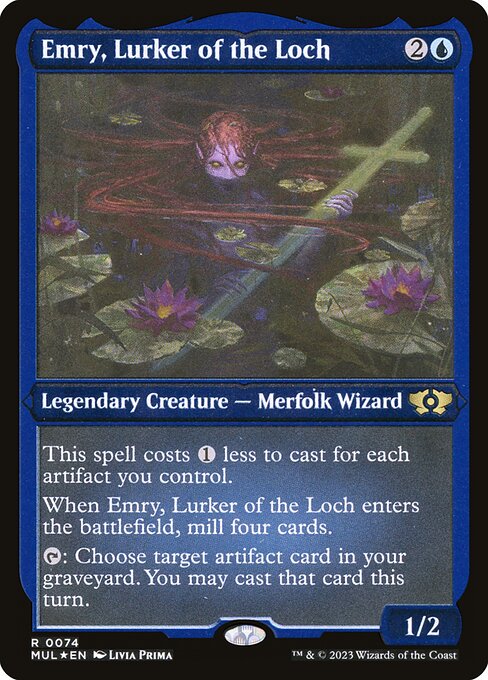 Emry, Lurker of the Loch 2
Legendary Creature — Merfolk Wizard
This spell costs 1 less to cast for each
artifact you control.
When Emry, Lurker of the Loch enters
the battlefield, mill four cards.
: Choose target artifact card in your
graveyard. You may cast that card this
turn.
1/2
R 0074
MUL★EN Livia Prima
™ & © 2023 Wizards of the Coast